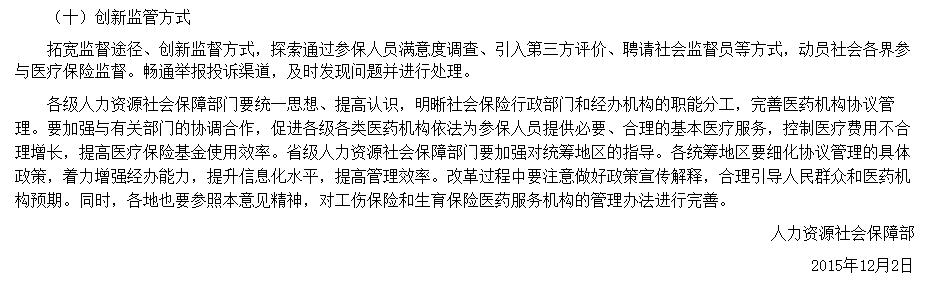 （十）创新监管方式
拓宽监督途径、创新监督方式，探索通过参保人员满意度调查、引入第三方评价、聘请社会监督员等方式，动员社会各界参
与医疗保险监督。畅通举报投诉渠道，及时发现问题并进行处理。
各级人力资源社会保障部门要统一思想、提高认识，明晰社会保险行政部门和经办机构的职能分工，完善医药机构协议管
理。要加强与有关部门的协调合作，促进各级各类医药机构依法为参保人员提供必要、合理的基本医疗服务，控制医疗费用不合
理增长，提高医疗保险基金使用效率。省级人力资源社会保障部门要加强对统筹地区的指导。各统筹地区要细化协议管理的具体
政策，着力增强经办能力，提升信息化水平，提高管理效率。改革过程中要注意做好政策宣传解释，合理引导人民群众和医药机
构预期。同时，各地也要参照本意见精神，对工伤保险和生育保险医药服务机构的管理办法进行完善。
人力资源社会保障部
2015年12月2日